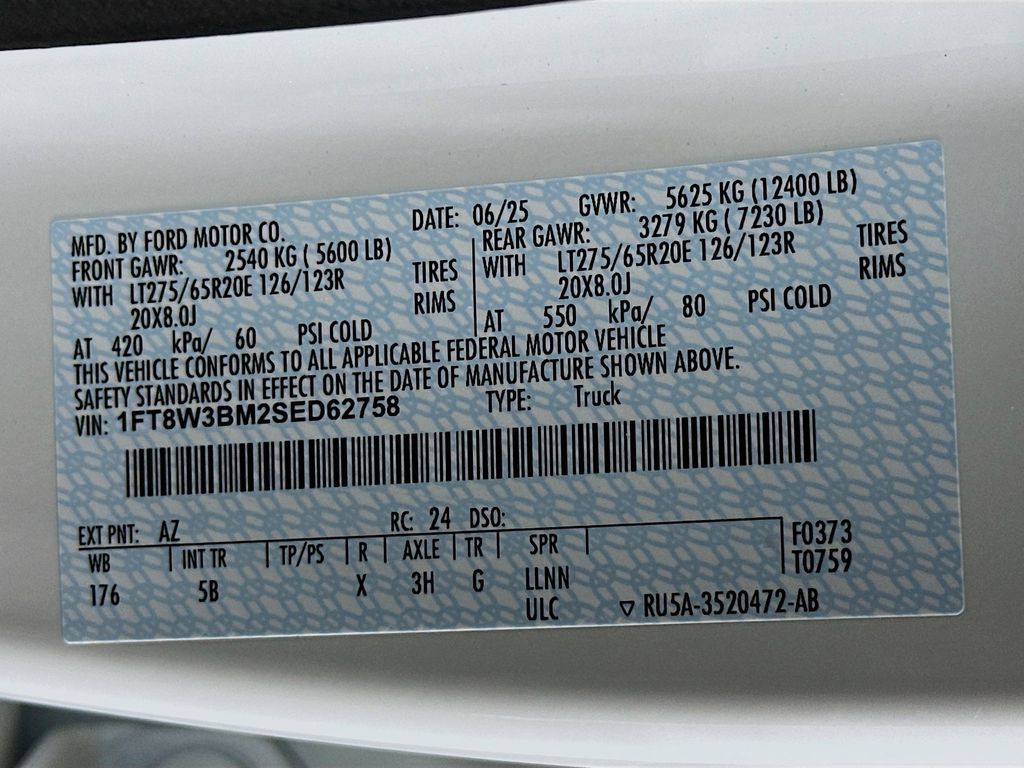 MFD. BY FORD MOTOR CO. DATE: 06/25 GVWR: 5625 KG (12400 LB)
FRONT GAWR: 2540 KG ( 5600 LB) REAR GAWR: 3279 KG ( 7230 LB)
WITH LT275/65R20E 126/123R TIRES WITH LT275/65R20E 126/123R TIRES
20X8.0J RIMS 20X8.0J RIMS
AT 420 kPa/ 60 PSI COLD AT 550 kPa/ 80 PSI COLD
THIS VEHICLE CONFORMS TO ALL APPLICABLE FEDERAL MOTOR VEHICLE
SAFETY STANDARDS IN EFFECT ON THE DATE OF MANUFACTURE SHOWN ABOVE.
VIN: 1FT8W3BM2SED62758 TYPE: Truck
EXT PNT: AZ RC: 24 DSO:
WB INT TR TP/PS R AXLE TR SPR F0373
176 5B X 3H G LLNN T0759
ULC ▽ RU5A-3520472-AB